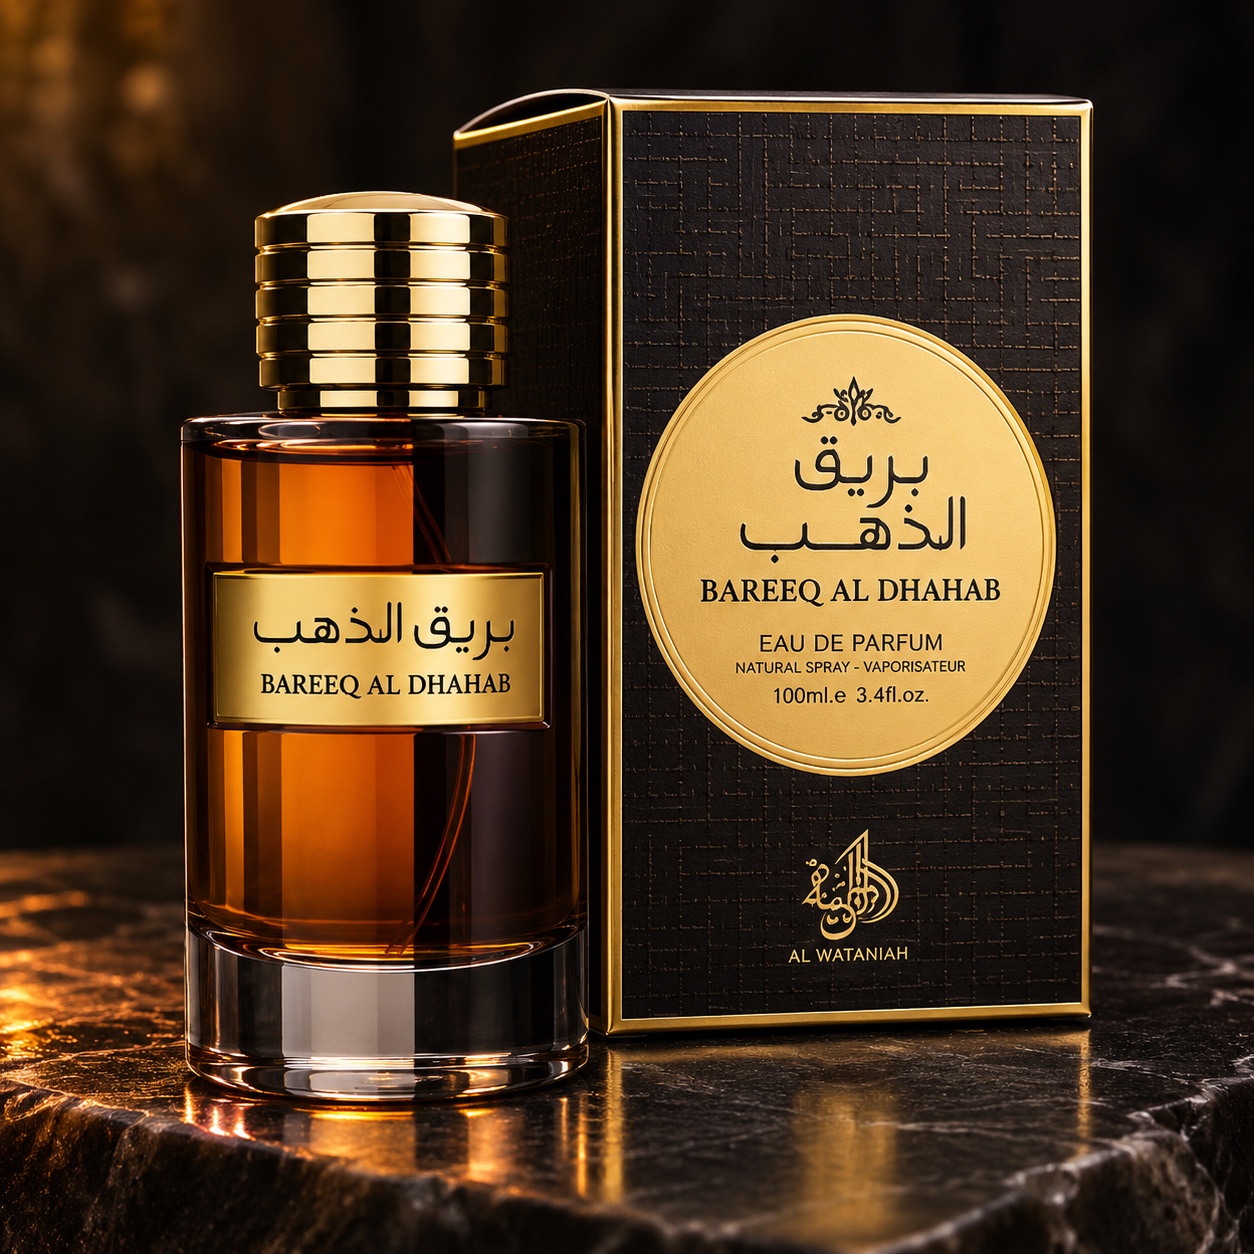 بريق الذهب
BAREEQ AL DHAHAB
بريق
الذهب
BAREEQ AL DHAHAB
EAU DE PARFUM
NATURAL SPRAY - VAPORISATEUR
100ml.e 3.4fl.oz.
الوطنية
AL WATANIAH